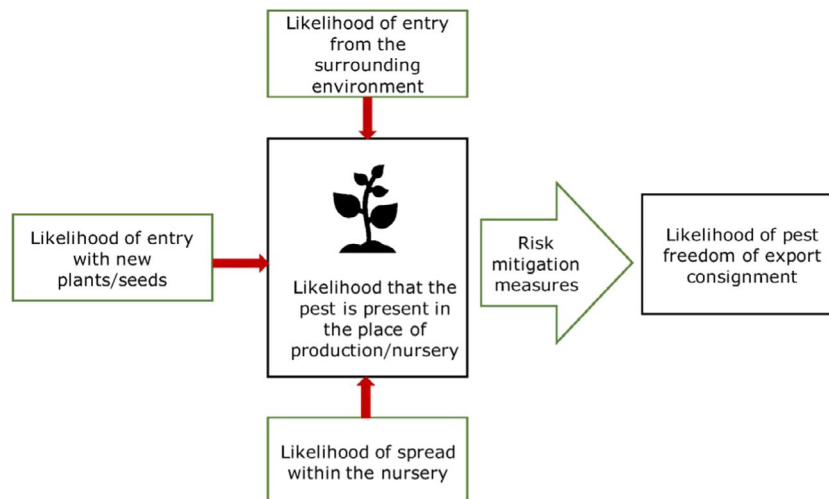 Likelihood of entry
from the
surrounding
environment
Likelihood of entry
with new
plants/seeds
Likelihood that the
pest is present in
the place of
production/nursery
Risk
mitigation
measures
Likelihood of pest
freedom of export
consignment
Likelihood of spread
within the nursery